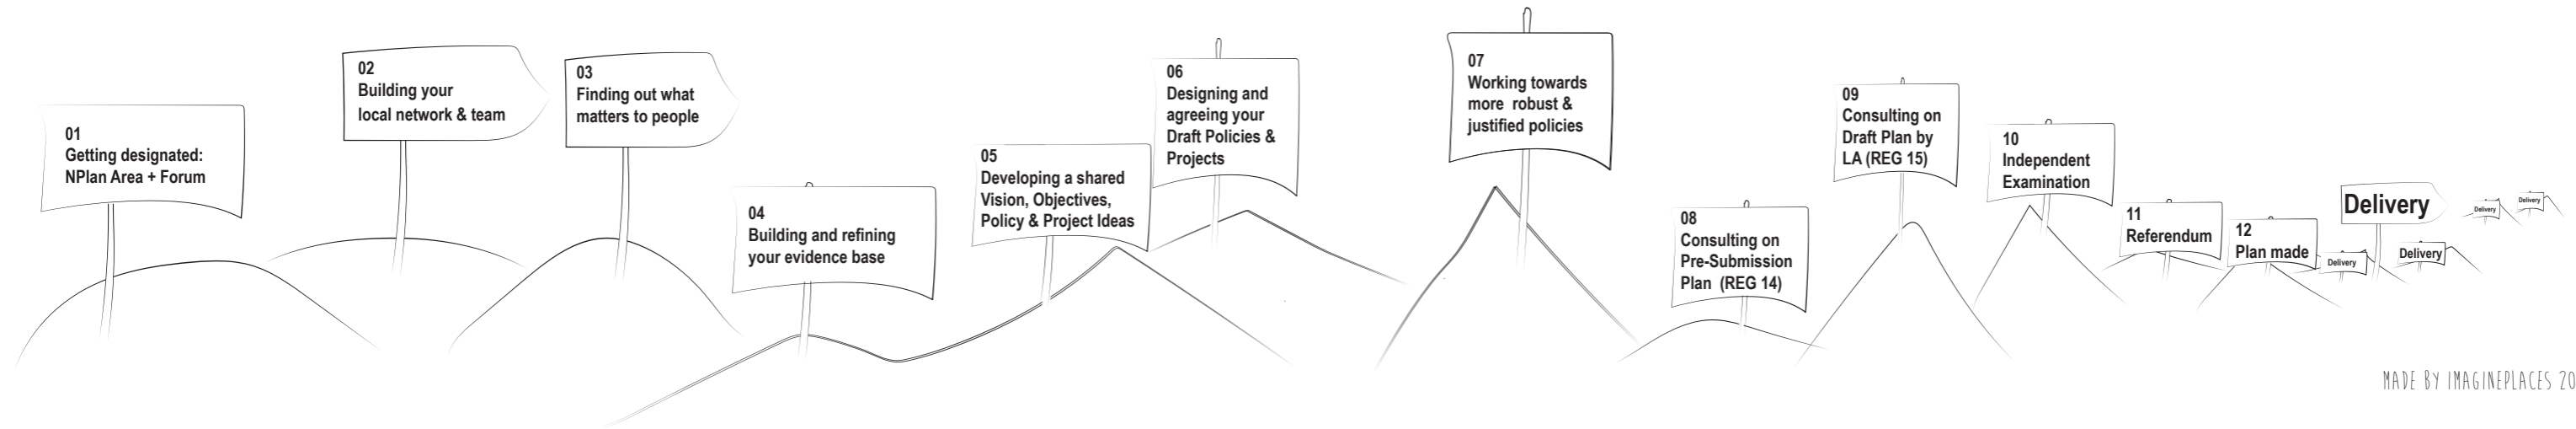 01
Getting designated:
NPlan Area + Forum
02
Building your
local network & team
03
Finding out what
matters to people
04
Building and refining
your evidence base
05
Developing a shared
Vision, Objectives,
Policy & Project Ideas
06
Designing and
agreeing your
Draft Policies &
Projects
07
Working towards
more robust &
justified policies
08
Consulting on
Pre-Submission
Plan (REG 14)
09
Consulting on
Draft Plan by
LA (REG 15)
10
Independent
Examination
11
Referendum
12
Plan made
Delivery
Delivery
Delivery
Delivery
Delivery
MADE BY IMAGINEPLACES 20